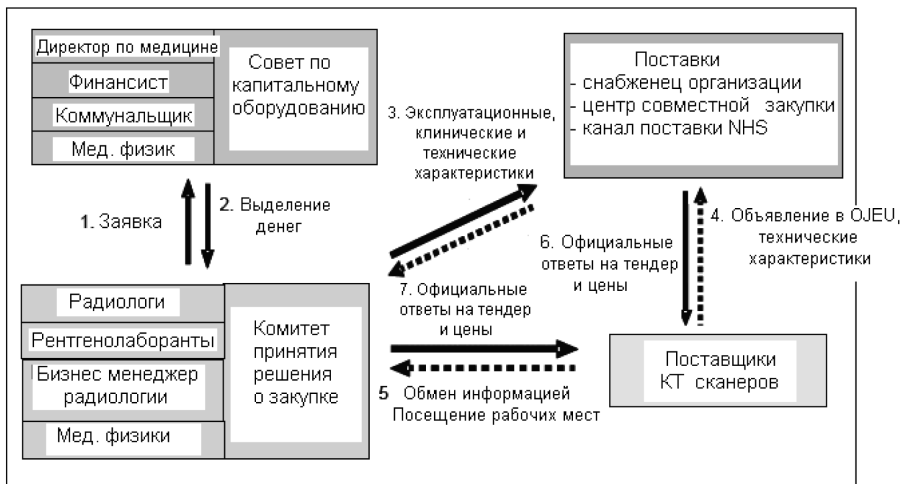 Директор по медицине
Финансист
Коммунальщик
Мед. физик
Совет по
капитальному
оборудованию
Поставки
- снабженец организации
- центр совместной закупки
- канал поставки NHS
3. Эксплуатационные,
клинические и
технические
характеристики
1. Заявка
2. Выделение
денег
4. Объявление в OJEU,
технические
характеристики
6. Официальные
ответы на тендер
и цены
7. Официальные
ответы на тендер
и цены
Радиологи
Рентгенолаборанты
Бизнес менеджер
радиологии
Мед. физики
Комитет
принятия
решения
о закупке
5 Обмен информацией
Посещение рабочих мест
Поставщики
КТ сканеров